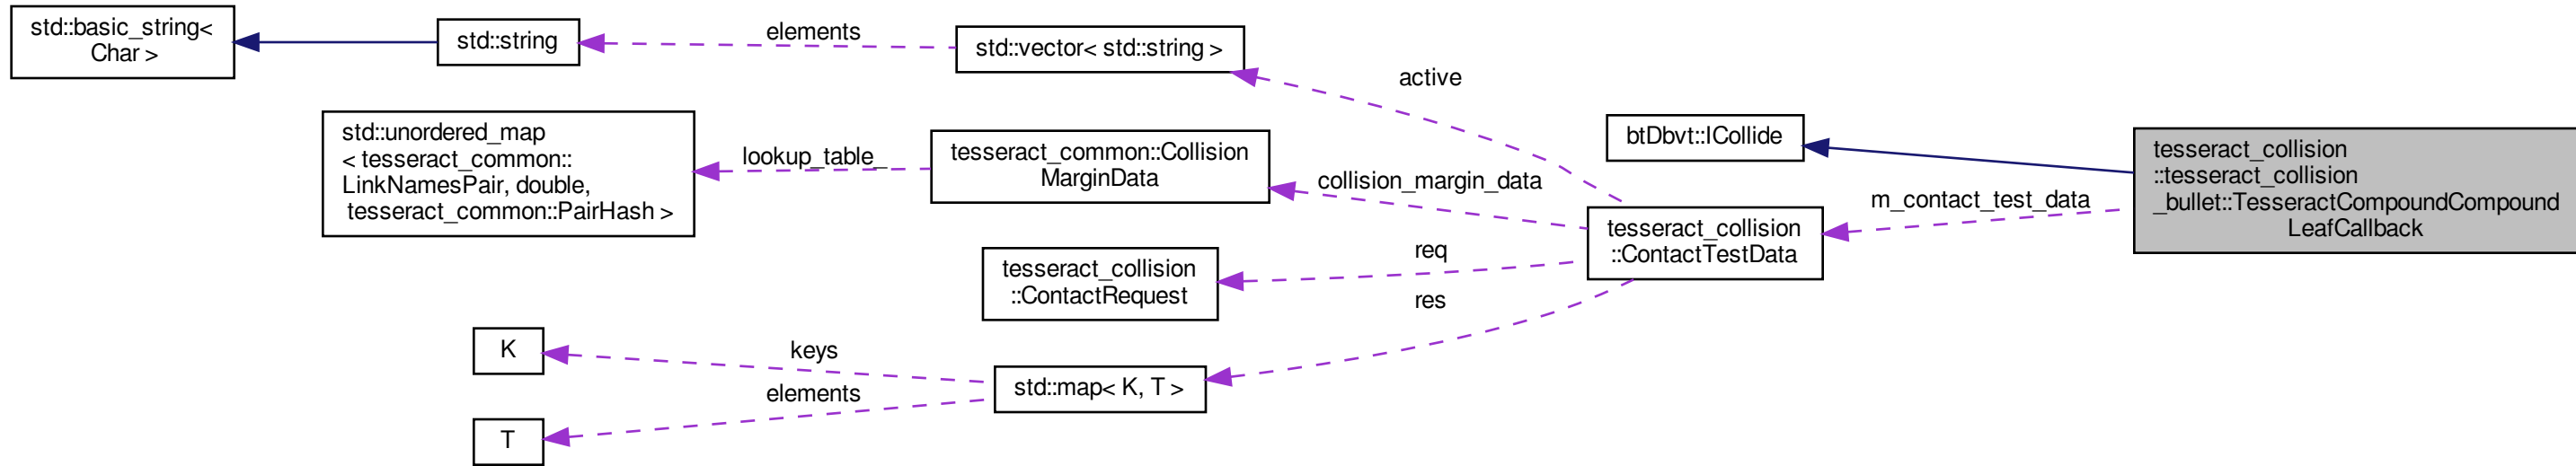 std::basic_string<
Char >
std::string
elements
std::vector< std::string >
active
std::unordered_map
< tesseract_common::
LinkNamesPair, double,
tesseract_common::PairHash >
lookup_table_
tesseract_common::Collision
MarginData
collision_margin_data
btDbvt::ICollide
tesseract_collision
::tesseract_collision
_bullet::TesseractCompoundCompound
LeafCallback
m_contact_test_data
tesseract_collision
::ContactTestData
req
tesseract_collision
::ContactRequest
res
K
keys
std::map< K, T >
elements
T